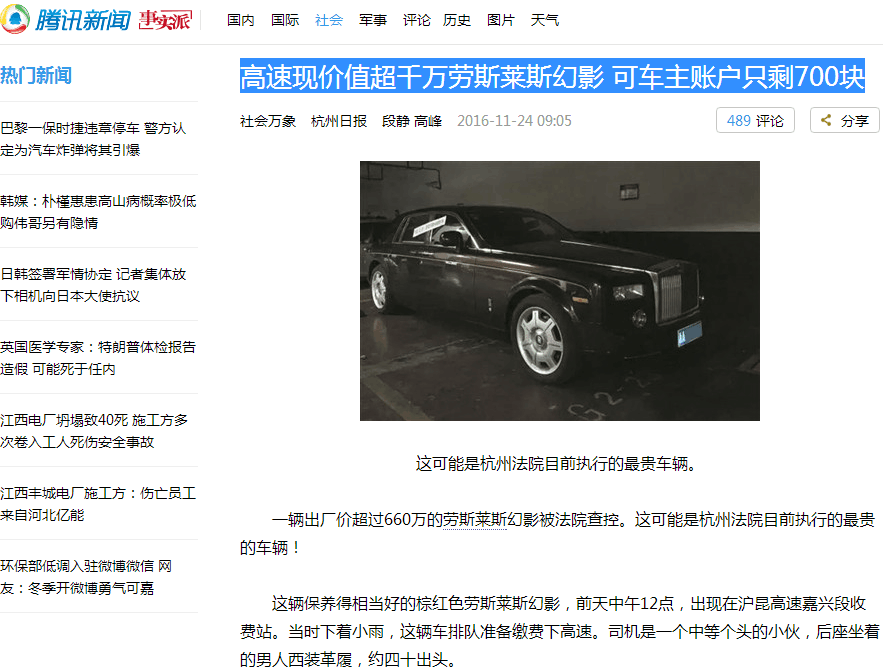 腾讯新闻 事实派 国内 国际 社会 军事 评论 历史 图片 天气
热门新闻
巴黎一保时捷违章停车 警方认
定为汽车炸弹将其引爆
韩媒：朴槿惠患高山病概率极低
购伟哥另有隐情
日韩签署军情协定 记者集体放
下相机向日本大使抗议
英国医学专家：特朗普体检报告
造假 可能死于任内
江西电厂坍塌致40死 施工方多
次卷入工人死伤安全事故
江西丰城电厂施工方：伤亡员工
来自河北亿能
环保部低调入驻微博微信 网
友：冬季开微博勇气可嘉
高速现价值超千万劳斯莱斯幻影 可车主账户只剩700块
社会万象 杭州日报 段静 高峰 2016-11-24 09:05 489 评论 分享
这可能是杭州法院目前执行的最贵车辆。
一辆出厂价超过660万的劳斯莱斯幻影被法院查控。这可能是杭州法院目前执行的最贵
的车辆！
这辆保养得相当好的棕红色劳斯莱斯幻影，前天中午12点，出现在沪昆高速嘉兴段收
费站。当时下着小雨，这辆车排队准备缴费下高速。司机是一个中等个头的小伙，后座坐着
的男人西装革履，约四十出头。